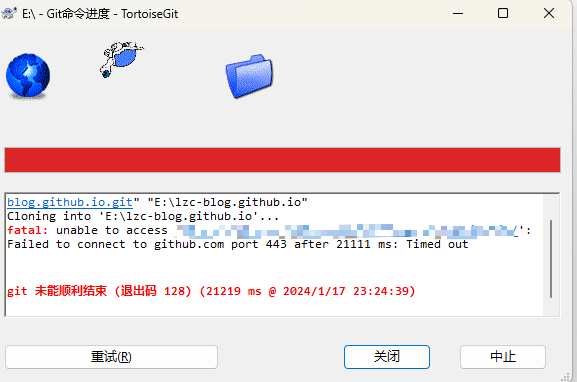 E:\ - Git命令进度 - TortoiseGit
blog.github.io.git" "E:\lzc-blog.github.io"
Cloning into 'E:\lzc-blog.github.io'...
fatal: unable to access /':
Failed to connect to github.com port 443 after 21111 ms: Timed out
git 未能顺利结束 (退出码 128) (21219 ms @ 2024/1/17 23:24:39)
重试(R) 关闭 中止